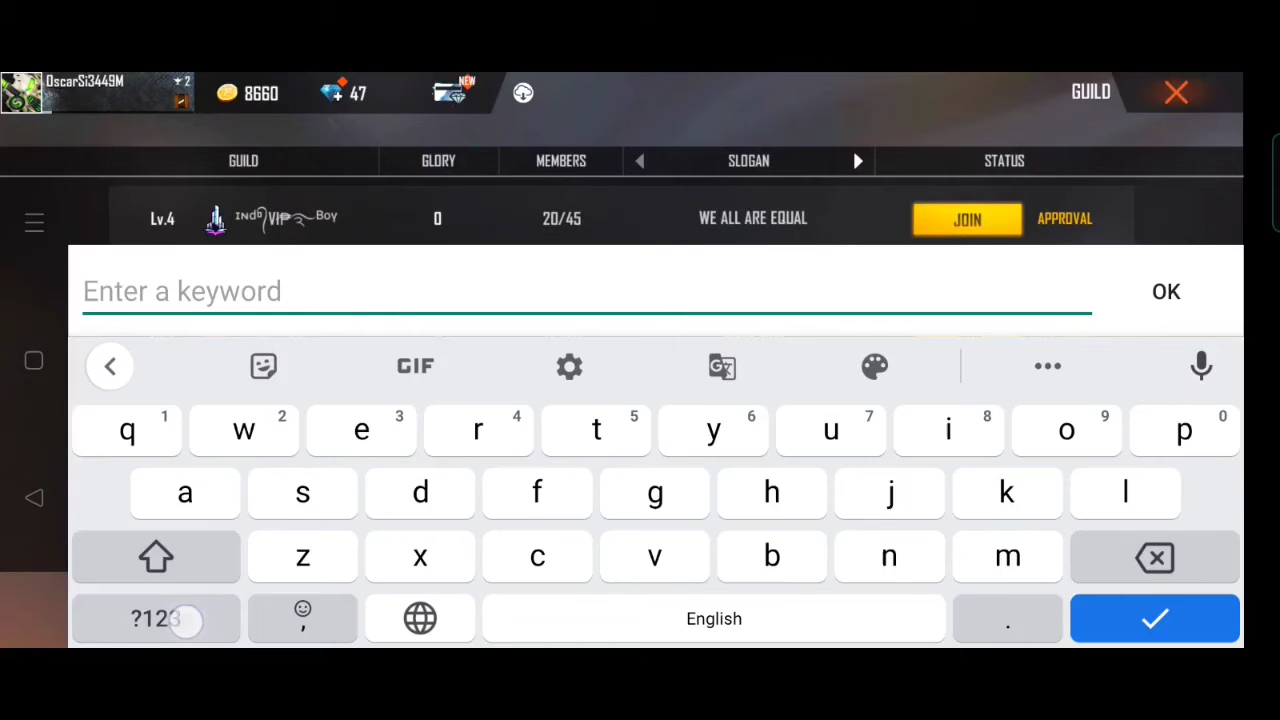 OscarSi3449M
2
8660
47
NEW
GUILD
GUILD GLORY MEMBERS SLOGAN STATUS
Lv.4 0 20/45 WE ALL ARE EQUAL JOIN APPROVAL
Enter a keyword OK
GIF
q 1 w 2 e 3 r 4 t 5 y 6 u 7 i 8 o 9 p 0
a s d f g h j k l
z x c v b n m
?123 , English .